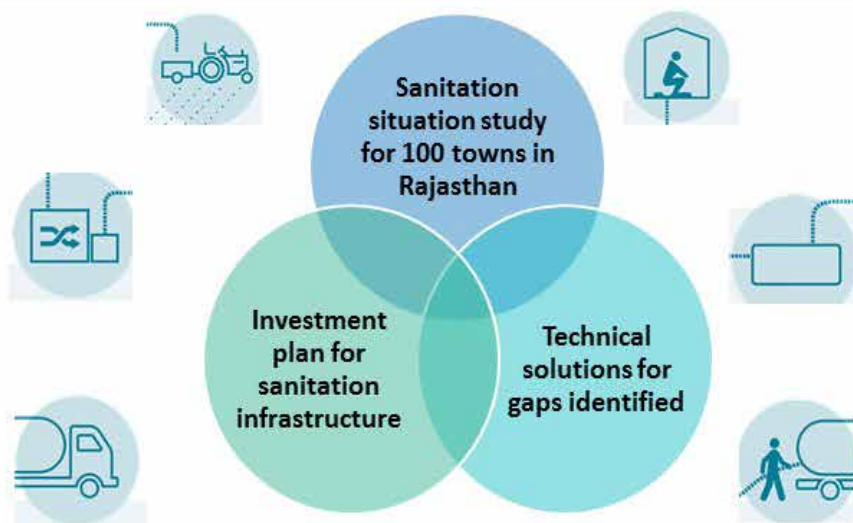 Sanitation
situation study
for 100 towns in
Rajasthan
Investment
plan for
sanitation
infrastructure
Technical
solutions for
gaps identified